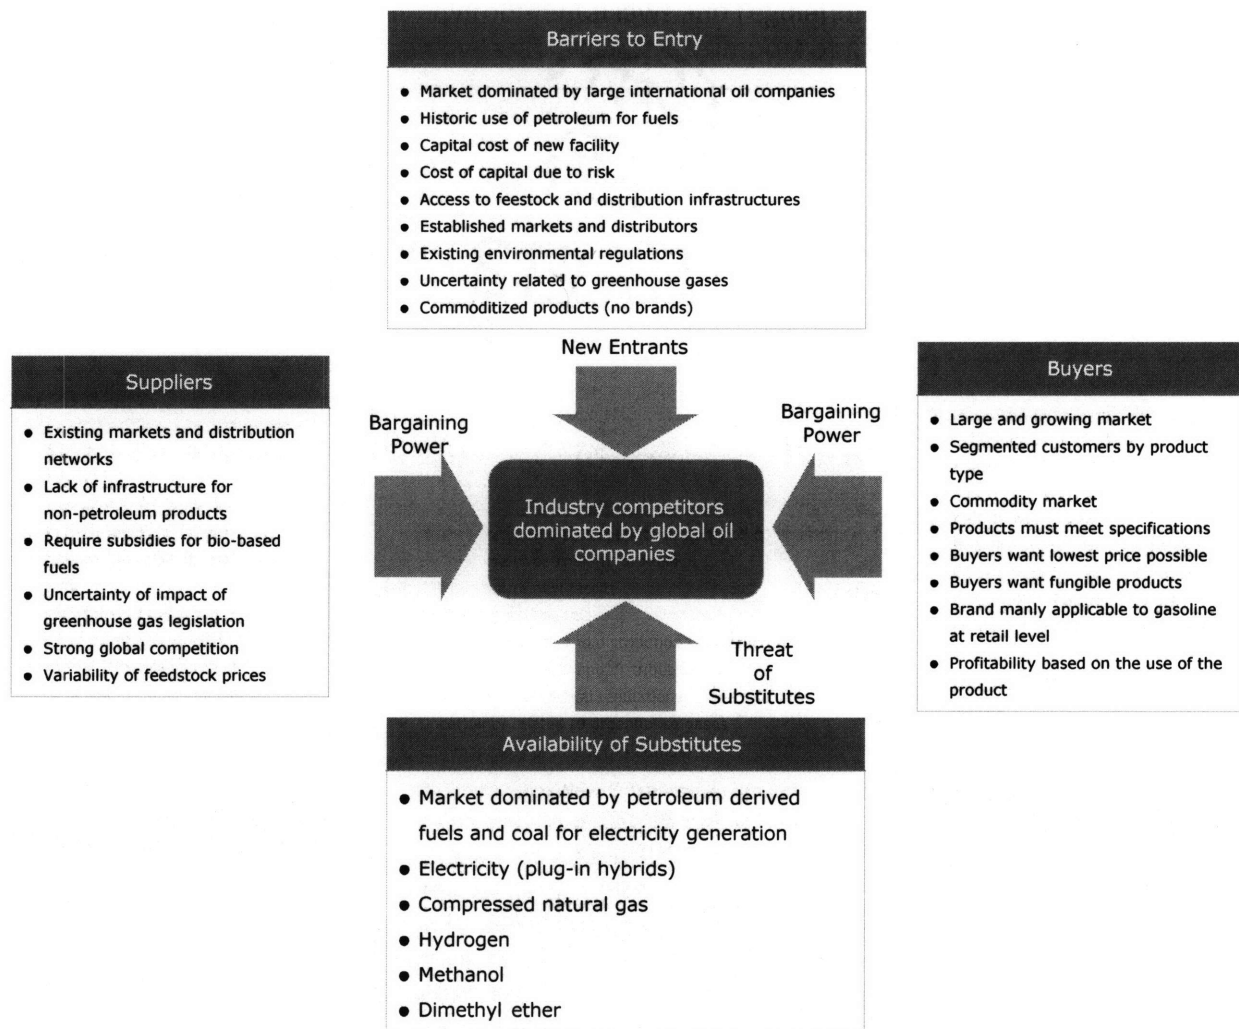 Barriers to Entry
● Market dominated by large international oil companies
● Historic use of petroleum for fuels
● Capital cost of new facility
● Cost of capital due to risk
● Access to feestock and distribution infrastructures
● Established markets and distributors
● Existing environmental regulations
● Uncertainty related to greenhouse gases
● Commoditized products (no brands)
New Entrants
Suppliers
● Existing markets and distribution
networks
● Lack of infrastructure for
non-petroleum products
● Require subsidies for bio-based
fuels
● Uncertainty of impact of
greenhouse gas legislation
● Strong global competition
● Variability of feedstock prices
Bargaining
Power
Industry competitors
dominated by global oil
companies
Bargaining
Power
Buyers
● Large and growing market
● Segmented customers by product
type
● Commodity market
● Products must meet specifications
● Buyers want lowest price possible
● Buyers want fungible products
● Brand manly applicable to gasoline
at retail level
● Profitability based on the use of the
product
Threat
of
Substitutes
Availability of Substitutes
● Market dominated by petroleum derived
fuels and coal for electricity generation
● Electricity (plug-in hybrids)
● Compressed natural gas
● Hydrogen
● Methanol
● Dimethyl ether